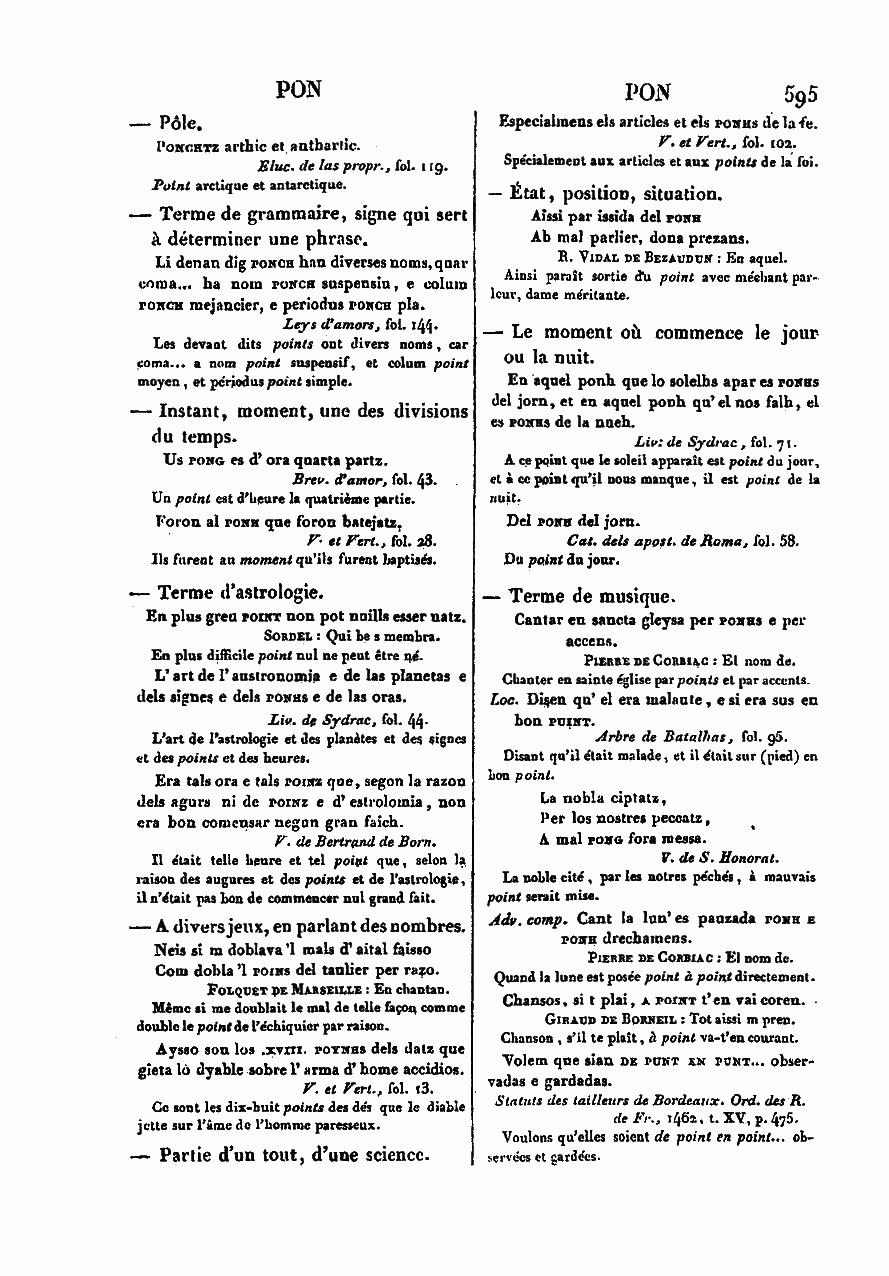 PON
PON 595
— Pôle.
PONCHTZ arthic et anthartic.
Eluc. de las propr., fol. 119.
Point arctique et antarctique.
— Terme de grammaire, signe qui sert
à déterminer une phrase.
Li denan dig PONCH han diverses noms, quar
coma... ha nom PONCH suspensiu, e colum
PONCH mejancier, e periodus PONCH pla.
Leys d'amors, fol. 144.
Les devant dits points ont divers noms, car
coma... a nom point suspensif, et colum point
moyen, et périodus point simple.
— Instant, moment, une des divisions
du temps.
Us PONG es d' ora quarta partz.
Brev. d'amor, fol. 43.
Un point est d'heure la quatrième partie.
Foron al PONH que foron batejatz.
V. et Vert., fol. 28.
Ils furent au moment qu'ils furent baptisés.
— Terme d'astrologie.
En plus greu POINT non pot nuills esser natz.
SORDEL : Qui be s membra.
En plus difficile point nul ne peut être né.
L' art de l' austronomia e de las planetas e
dels signes e dels PONHS e de las oras.
Liv. de Sydrac, fol. 44.
L'art de l'astrologie et des planètes et des signes
et des points et des heures.
Era tals ora e tals POINZ que, segon la razon
dels agurs ni de POINZ e d' estrolomia, non
era bon comensar negun gran faich.
V. de Bertrand de Born.
Il était telle heure et tel point que, selon la
raison des augures et des points et de l'astrologie,
il n'était pas bon de commencer nul grand fait.
— A divers jeux, en parlant des nombres.
Neis si m doblava 'l mals d' aital faisso
Com dobla 'l POINS del taulier per razo.
FOLQUET DE MARSEILLE : En chantan.
Même si me doublait le mal de telle façon comme
double le point de l'échiquier par raison.
Aysso son los .XVIII. POYNHS dels datz que
gieta lo dyable sobre l' arma d' home accidios.
V. et Vert., fol. 13.
Ce sont les dix-huit points des dés que le diable
jette sur l'âme de l'homme paresseux.
— Partie d'un tout, d'une science.
Especialmens els articles et els PONHS de la fe.
V. et Vert., fol. 102.
Spécialement aux articles et aux points de la foi.
— État, position, situation.
Aissi par issida del PONH
Ab mal parlier, dona prezans.
R. VIDAL DE BEZAUDUN : En aquel.
Ainsi paraît sortie du point avec méchant par-
leur, dame méritante.
— Le moment où commence le jour
ou la nuit.
En aquel ponh que lo solelhs apar es PONHS
del jorn, et en aquel ponh qu' el nos falh, el
es PONHS de la nueh.
Liv. de Sydrac, fol. 71.
A ce point que le soleil apparaît est point du jour,
et à ce point qu'il nous manque, il est point de la
nuit.
Del PONH del jorn.
Cat. dels apost. de Roma, fol. 58.
Du point du jour.
— Terme de musique.
Cantar en sancta gleysa per PONHS e per
accens.
PIERRE DE CORBIAC : El nom de.
Chanter en sainte église par points et par accents.
Loc. Disen qu' el era malaute, e si era sus en
bon PUINT.
Arbre de Batalhas, fol. 95.
Disant qu'il était malade, et il était sur (pied) en
bon point.
La nobla ciptatz,
Per los nostres peccatz,
A mal PONG fora messa.
V. de S. Honorat.
La noble cité, par les notres péchés, à mauvais
point serait mise.
Adv. comp. Cant la lun' es pauzada PONH E
PONH drechamens.
PIERRE DE CORBIAC : El nom de.
Quand la lune est posée point à point directement.
Chansos, si t plai, A POINT t'en vai coren.
GIRAUD DE BORNEIL : Tot aissi m pren.
Chanson, s'il te plaît, à point va-t'en courant.
Volem que sian DE PUNT EN PUNT... obser-
vadas e gardadas.
Statuts des tailleurs de Bordeaux. Ord. des R.
de Fr., 1462, t. XV, p. 475.
Voulons qu'elles soient de point en point... ob-
servées et gardées.